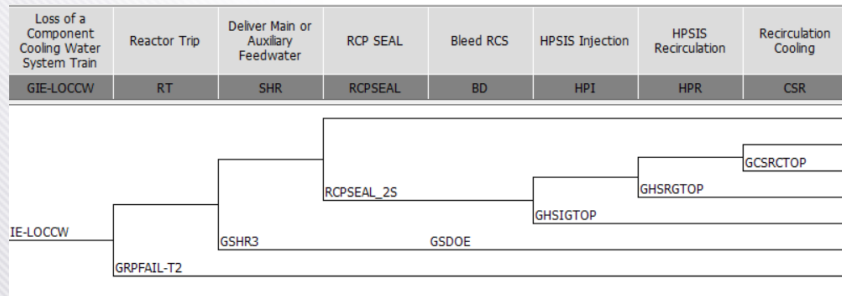 Loss of a
Component
Cooling Water
System Train
Reactor Trip
Deliver Main or
Auxiliary
Feedwater
RCP SEAL
Bleed RCS
HPSIS Injection
HPSIS
Recirculation
Recirculation
Cooling
GIE-LOCCW
RT
SHR
RCPSEAL
BD
HPI
HPR
CSR
GCSRCTOP
RCPSEAL_2S
GHSRGTOP
GHSIGTOP
IE-LOCCW
GSHR3
GSDOE
GRPFAIL-T2